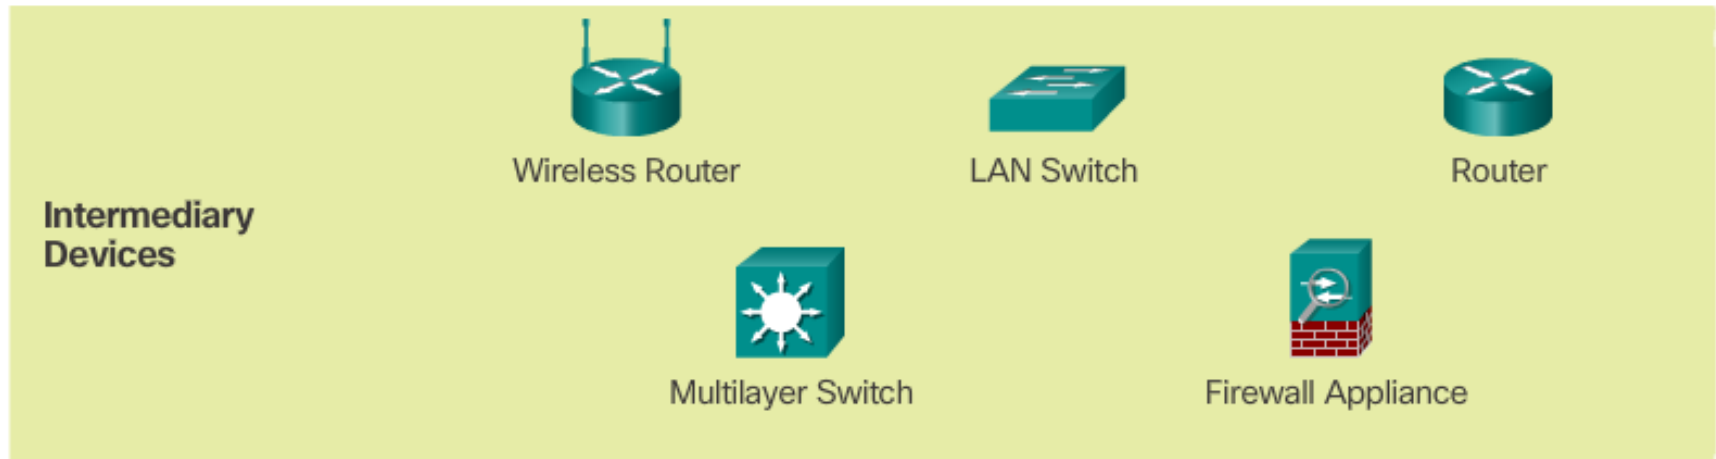 Wireless Router
LAN Switch
Router
Intermediary
Devices
Multilayer Switch
Firewall Appliance